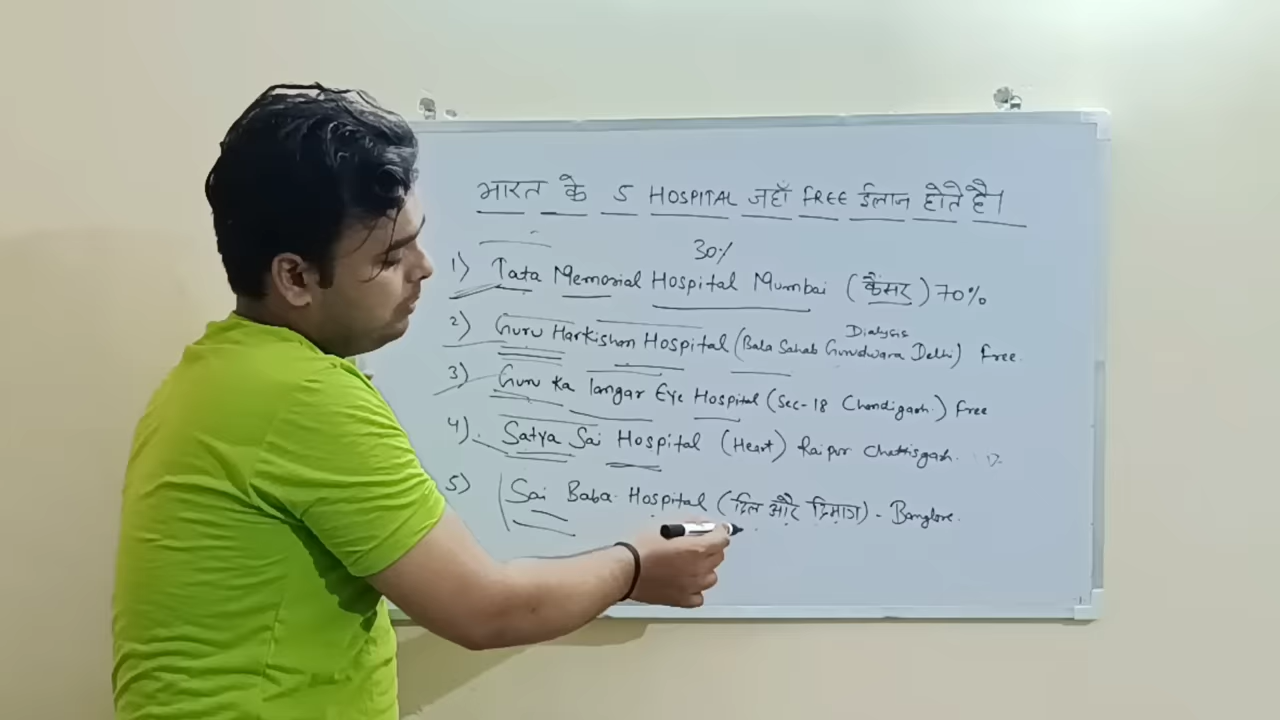 भारत के 5 HOSPITAL जहाँ FREE ईलाज होते है।
30%
1) Tata Memorial Hospital Mumbai (कैंसर) 70%
Dialysis
2) Guru Harkishan Hospital (Bala Sahab Gurudwara Delhi) free.
3) Guru Ka langar Eye Hospital (Sec-18 Chandigarh.) free
4) Satya Sai Hospital (Heart) Raipur Chattisgarh.
5) Sai Baba Hospital (दिल और दिमाग) - Banglore.